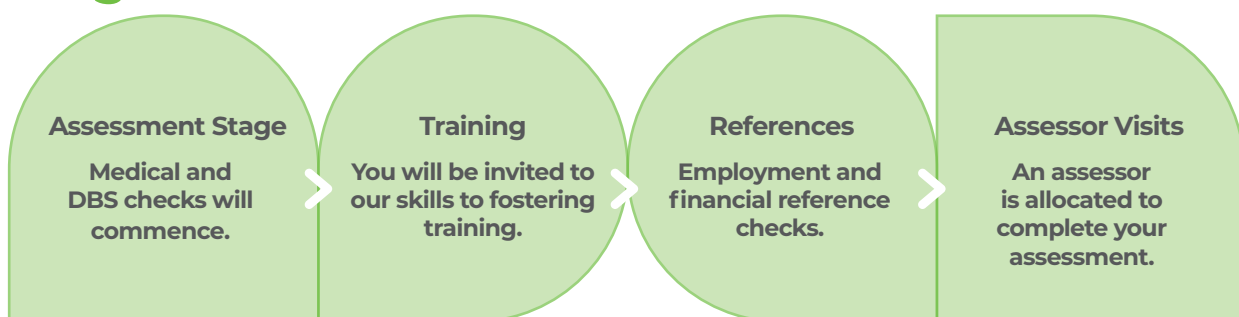 Assessment Stage
Medical and
DBS checks will
commence.
Training
You will be invited to
our skills to fostering
training.
References
Employment and
financial reference
checks.
Assessor Visits
An assessor
is allocated to
complete your
assessment.